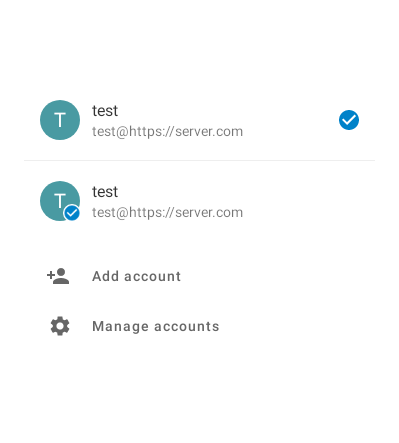 T
test
test@https://server.com
T
test
test@https://server.com
Add account
Manage accounts